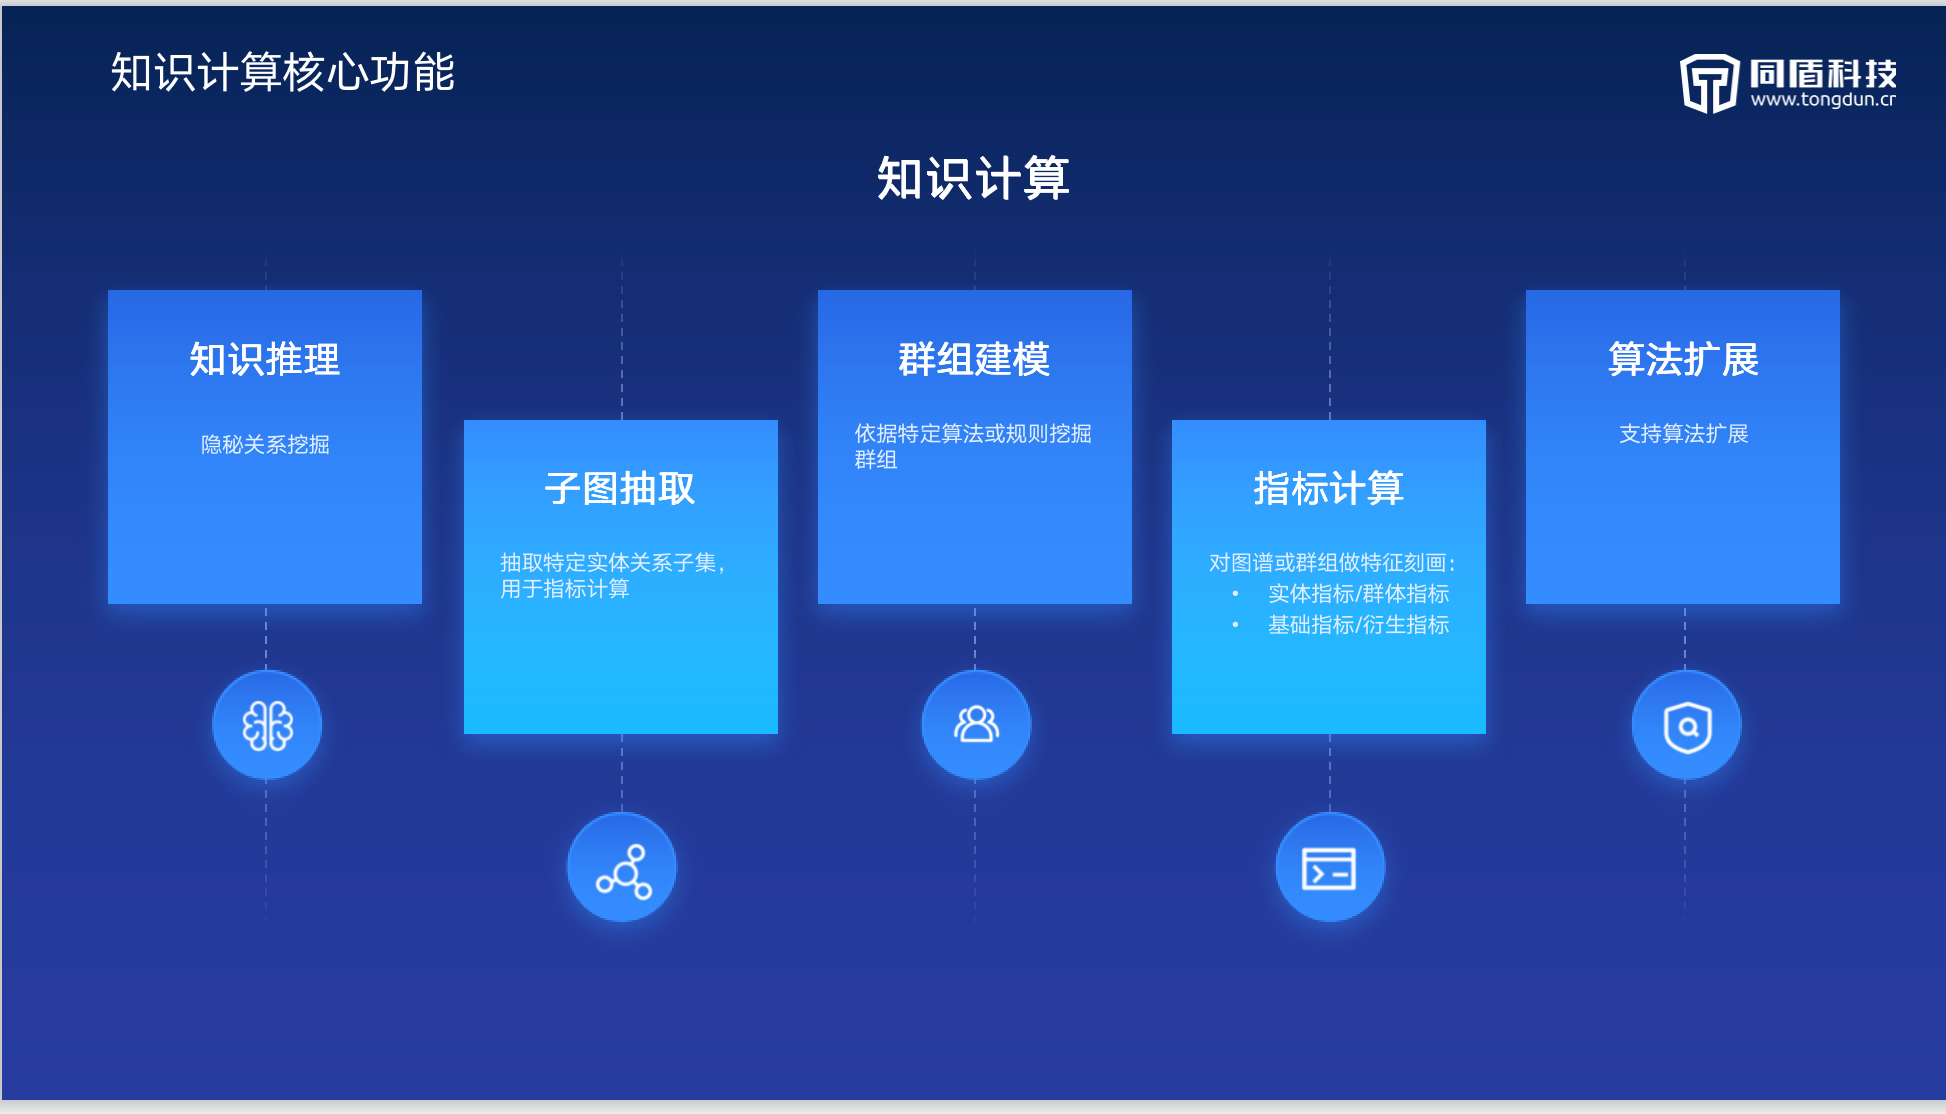 知识计算核心功能
同盾科技
www.tongdun.cn
知识计算
知识推理
隐秘关系挖掘
子图抽取
抽取特定实体关系子集，
用于指标计算
群组建模
依据特定算法或规则挖掘
群组
指标计算
对图谱或群组做特征刻画：
• 实体指标/群体指标
• 基础指标/衍生指标
算法扩展
支持算法扩展